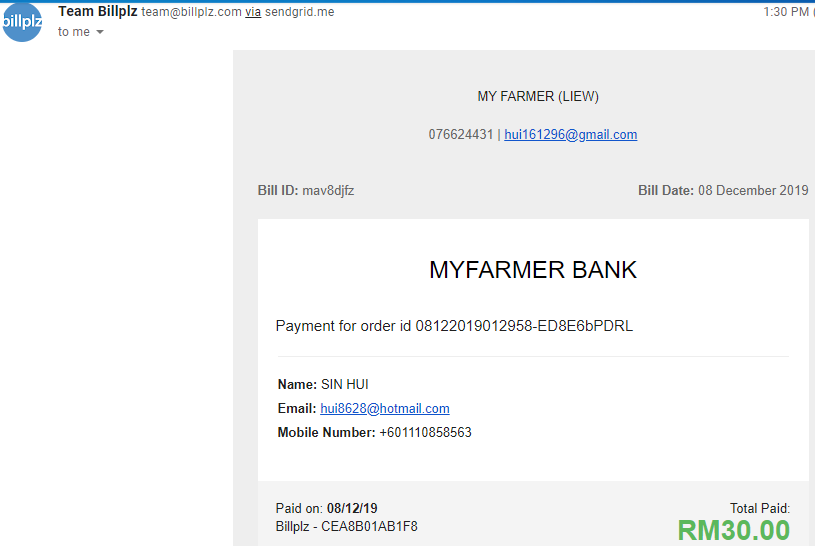 billplz
Team Billplz team@billplz.com via sendgrid.me 1:30 PM (
to me
MY FARMER (LIEW)
076624431 | hui161296@gmail.com
Bill ID: mav8djfz Bill Date: 08 December 2019
MYFARMER BANK
Payment for order id 08122019012958-ED8E6bPDRL
Name: SIN HUI
Email: hui8628@hotmail.com
Mobile Number: +601110858563
Paid on: 08/12/19 Total Paid:
Billplz - CEA8B01AB1F8 RM30.00